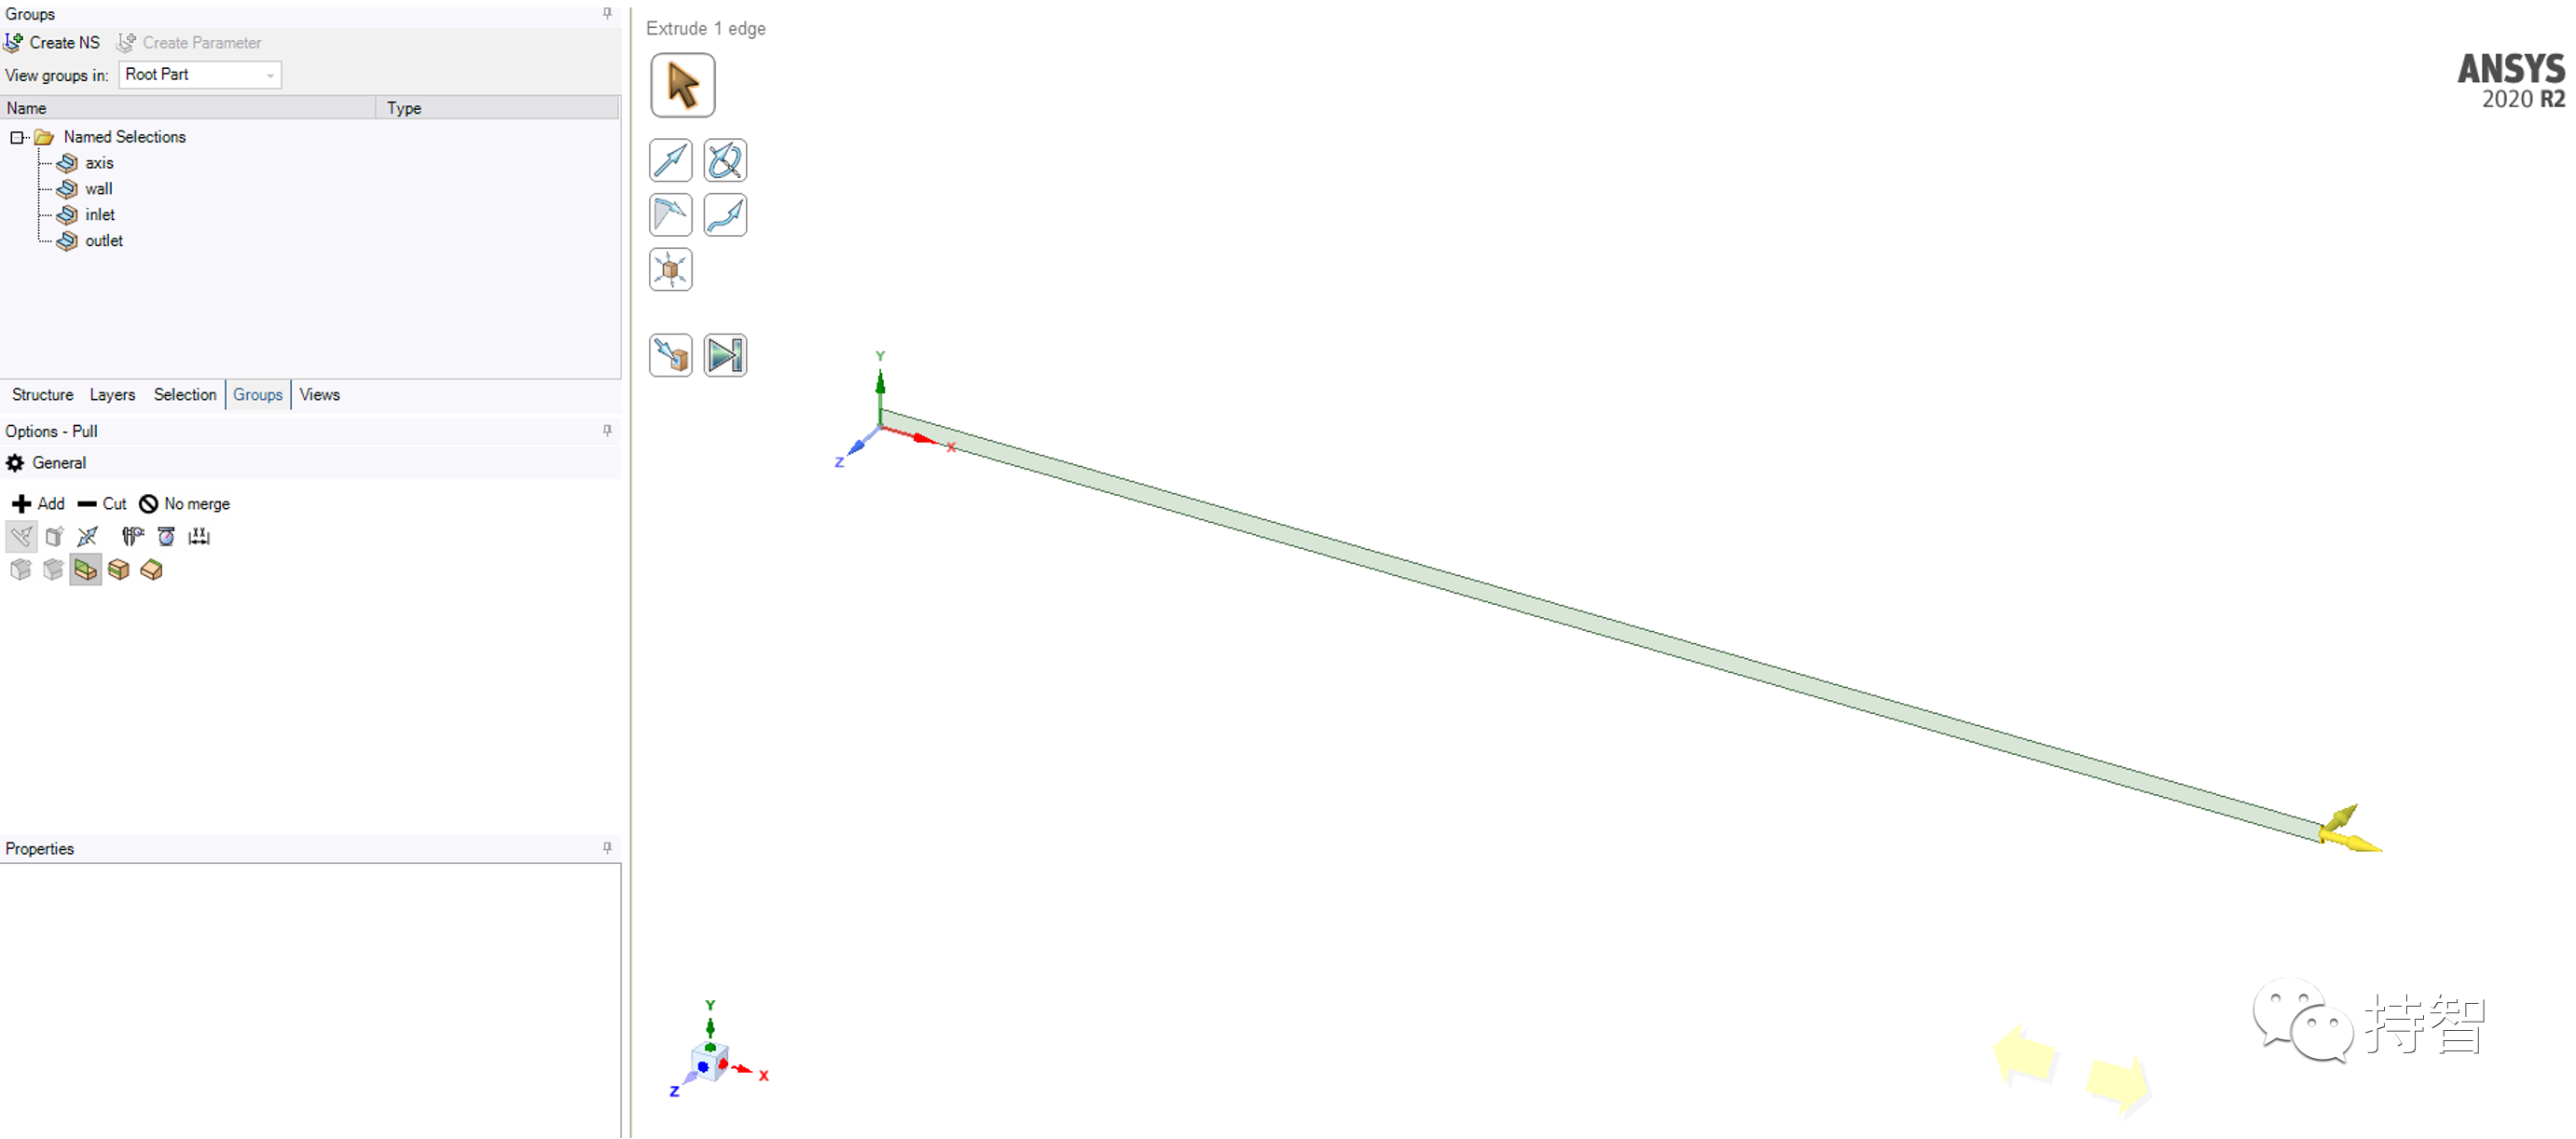 Groups
Create NS Create Parameter
View groups in: Root Part
Name Type
Named Selections
axis
wall
inlet
outlet
Structure Layers Selection Groups Views
Options - Pull
General
Add Cut No merge
Properties
Extrude 1 edge
ANSYS
2020 R2
Y
X
Z
Y
X
Z
持智